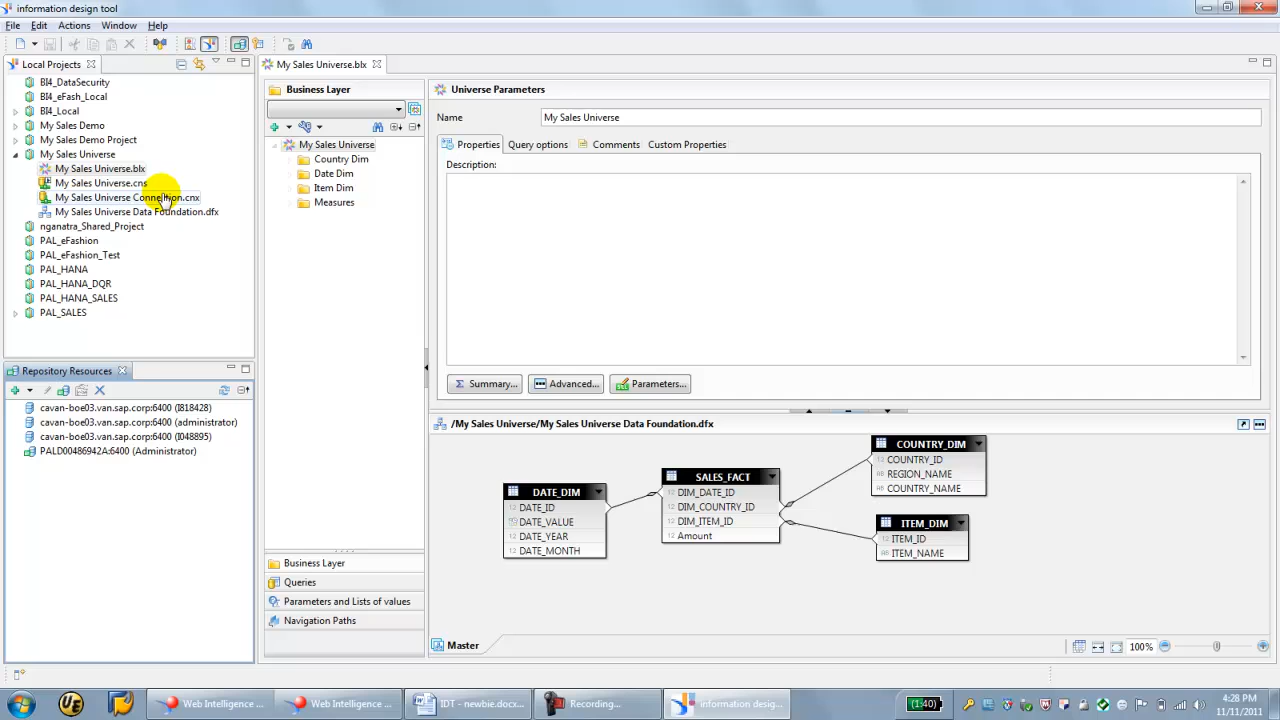 information design tool
File Edit Actions Window Help
Local Projects
BI4_DataSecurity
BI4_eFash_Local
BI4_Local
My Sales Demo
My Sales Demo Project
My Sales Universe
My Sales Universe.blx
My Sales Universe.cns
My Sales Universe Connection.cnx
My Sales Universe Data Foundation.dfx
nganatra_Shared_Project
PAL_eFashion
PAL_eFashion_Test
PAL_HANA
PAL_HANA_DQR
PAL_HANA_SALES
PAL_SALES
Repository Resources
cavan-boe03.van.sap.corp:6400 (I818428)
cavan-boe03.van.sap.corp:6400 (administrator)
cavan-boe03.van.sap.corp:6400 (I048895)
PALD00486942A:6400 (Administrator)
My Sales Universe.blx
Business Layer
My Sales Universe
Country Dim
Date Dim
Item Dim
Measures
Business Layer
Queries
Parameters and Lists of values
Navigation Paths
Universe Parameters
Name My Sales Universe
Properties Query options Comments Custom Properties
Description:
Summary... Advanced... Parameters...
/My Sales Universe/My Sales Universe Data Foundation.dfx
DATE_DIM
DATE_ID
DATE_VALUE
DATE_YEAR
DATE_MONTH
SALES_FACT
DIM_DATE_ID
DIM_COUNTRY_ID
DIM_ITEM_ID
Amount
COUNTRY_DIM
COUNTRY_ID
REGION_NAME
COUNTRY_NAME
ITEM_DIM
ITEM_ID
ITEM_NAME
Master
100%
Web Intelligence ... Web Intelligence ... IDT - newbie.docx... Recording... information desig...
(1:40)
4:28 PM
11/11/2011